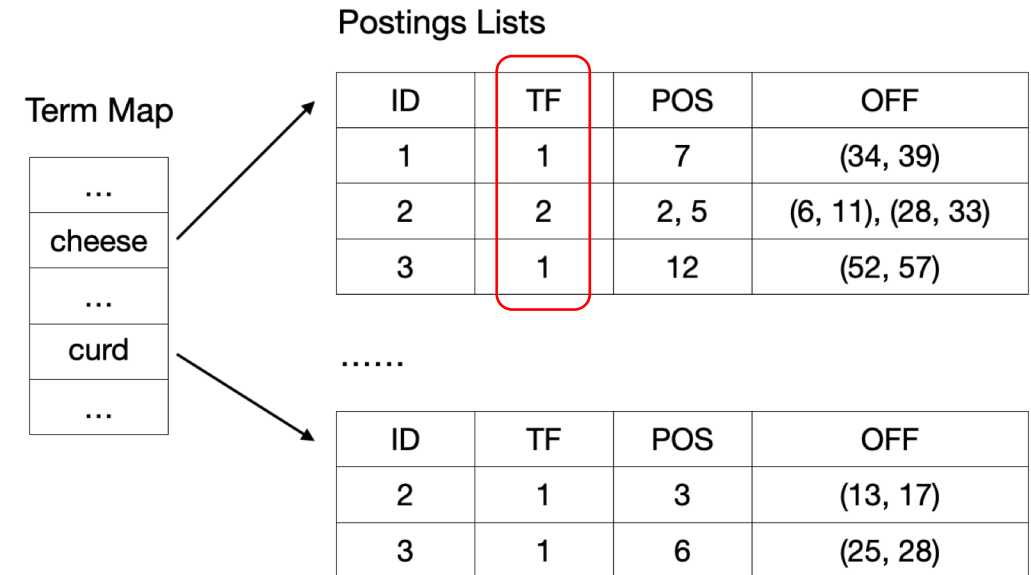 Postings Lists
Term Map
...
cheese
...
curd
...
ID TF POS OFF
1 1 7 (34, 39)
2 2 2, 5 (6, 11), (28, 33)
3 1 12 (52, 57)
......
ID TF POS OFF
2 1 3 (13, 17)
3 1 6 (25, 28)